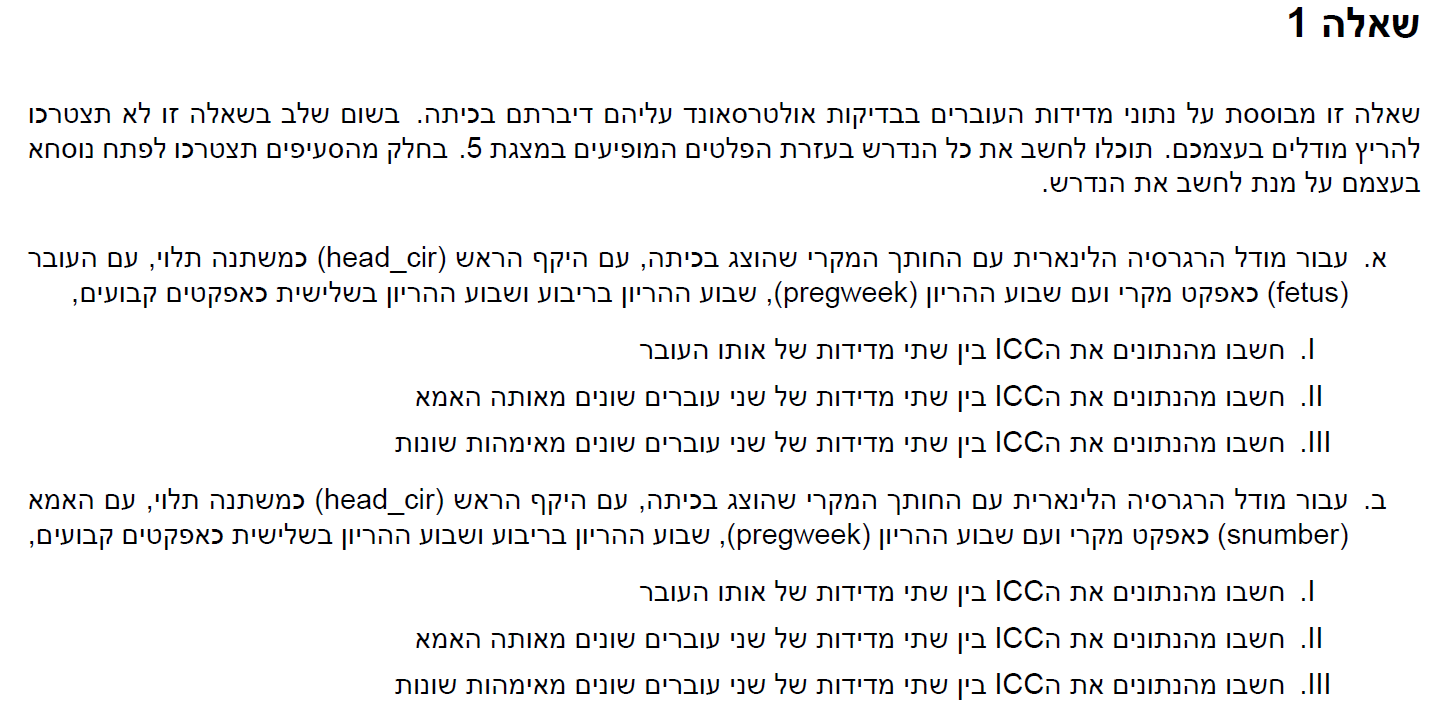 שאלה 1
שאלה זו מבוססת על נתוני מדידות העוברים בבדיקות אולטרסאונד עליהם דיברתם בכיתה. בשום שלב בשאלה זו לא תצטרכו
להריץ מודלים בעצמכם. תוכלו לחשב את כל הנדרש בעזרת הפלטים המופיעים במצגת 5. בחלק מהסעיפים תצטרכו לפתח נוסחא
בעצמם על מנת לחשב את הנדרש.
א. עבור מודל הרגרסיה הלינארית עם החותך המקרי שהוצג בכיתה, עם היקף הראש (head_cir) כמשתנה תלוי, עם העובר
(fetus) כאפקט מקרי ועם שבוע ההריון (pregweek), שבוע ההריון בריבוע ושבוע ההריון בשלישית כאפקטים קבועים,
I. חשבו מהנתונים את הICC בין שתי מדידות של אותו העובר
II. חשבו מהנתונים את הICC בין שתי מדידות של שני עוברים שונים מאותה האמא
III. חשבו מהנתונים את הICC בין שתי מדידות של שני עוברים שונים מאימהות שונות
ב. עבור מודל הרגרסיה הלינארית עם החותך המקרי שהוצג בכיתה, עם היקף הראש (head_cir) כמשתנה תלוי, עם האמא
(snumber) כאפקט מקרי ועם שבוע ההריון (pregweek), שבוע ההריון בריבוע ושבוע ההריון בשלישית כאפקטים קבועים,
I. חשבו מהנתונים את הICC בין שתי מדידות של אותו העובר
II. חשבו מהנתונים את הICC בין שתי מדידות של שני עוברים שונים מאותה האמא
III. חשבו מהנתונים את הICC בין שתי מדידות של שני עוברים שונים מאימהות שונות